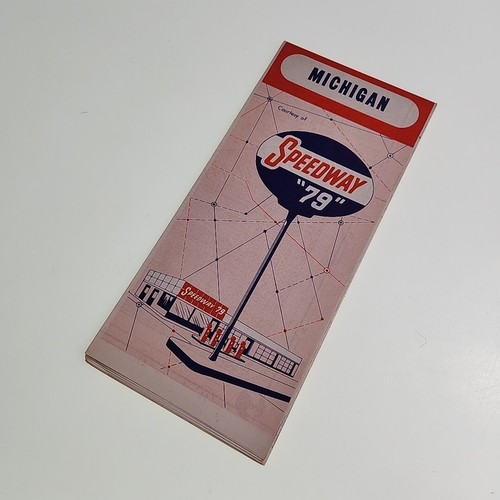 MICHIGAN
Courtesy of
SPEEDWAY
"79"
SPEEDWAY 79